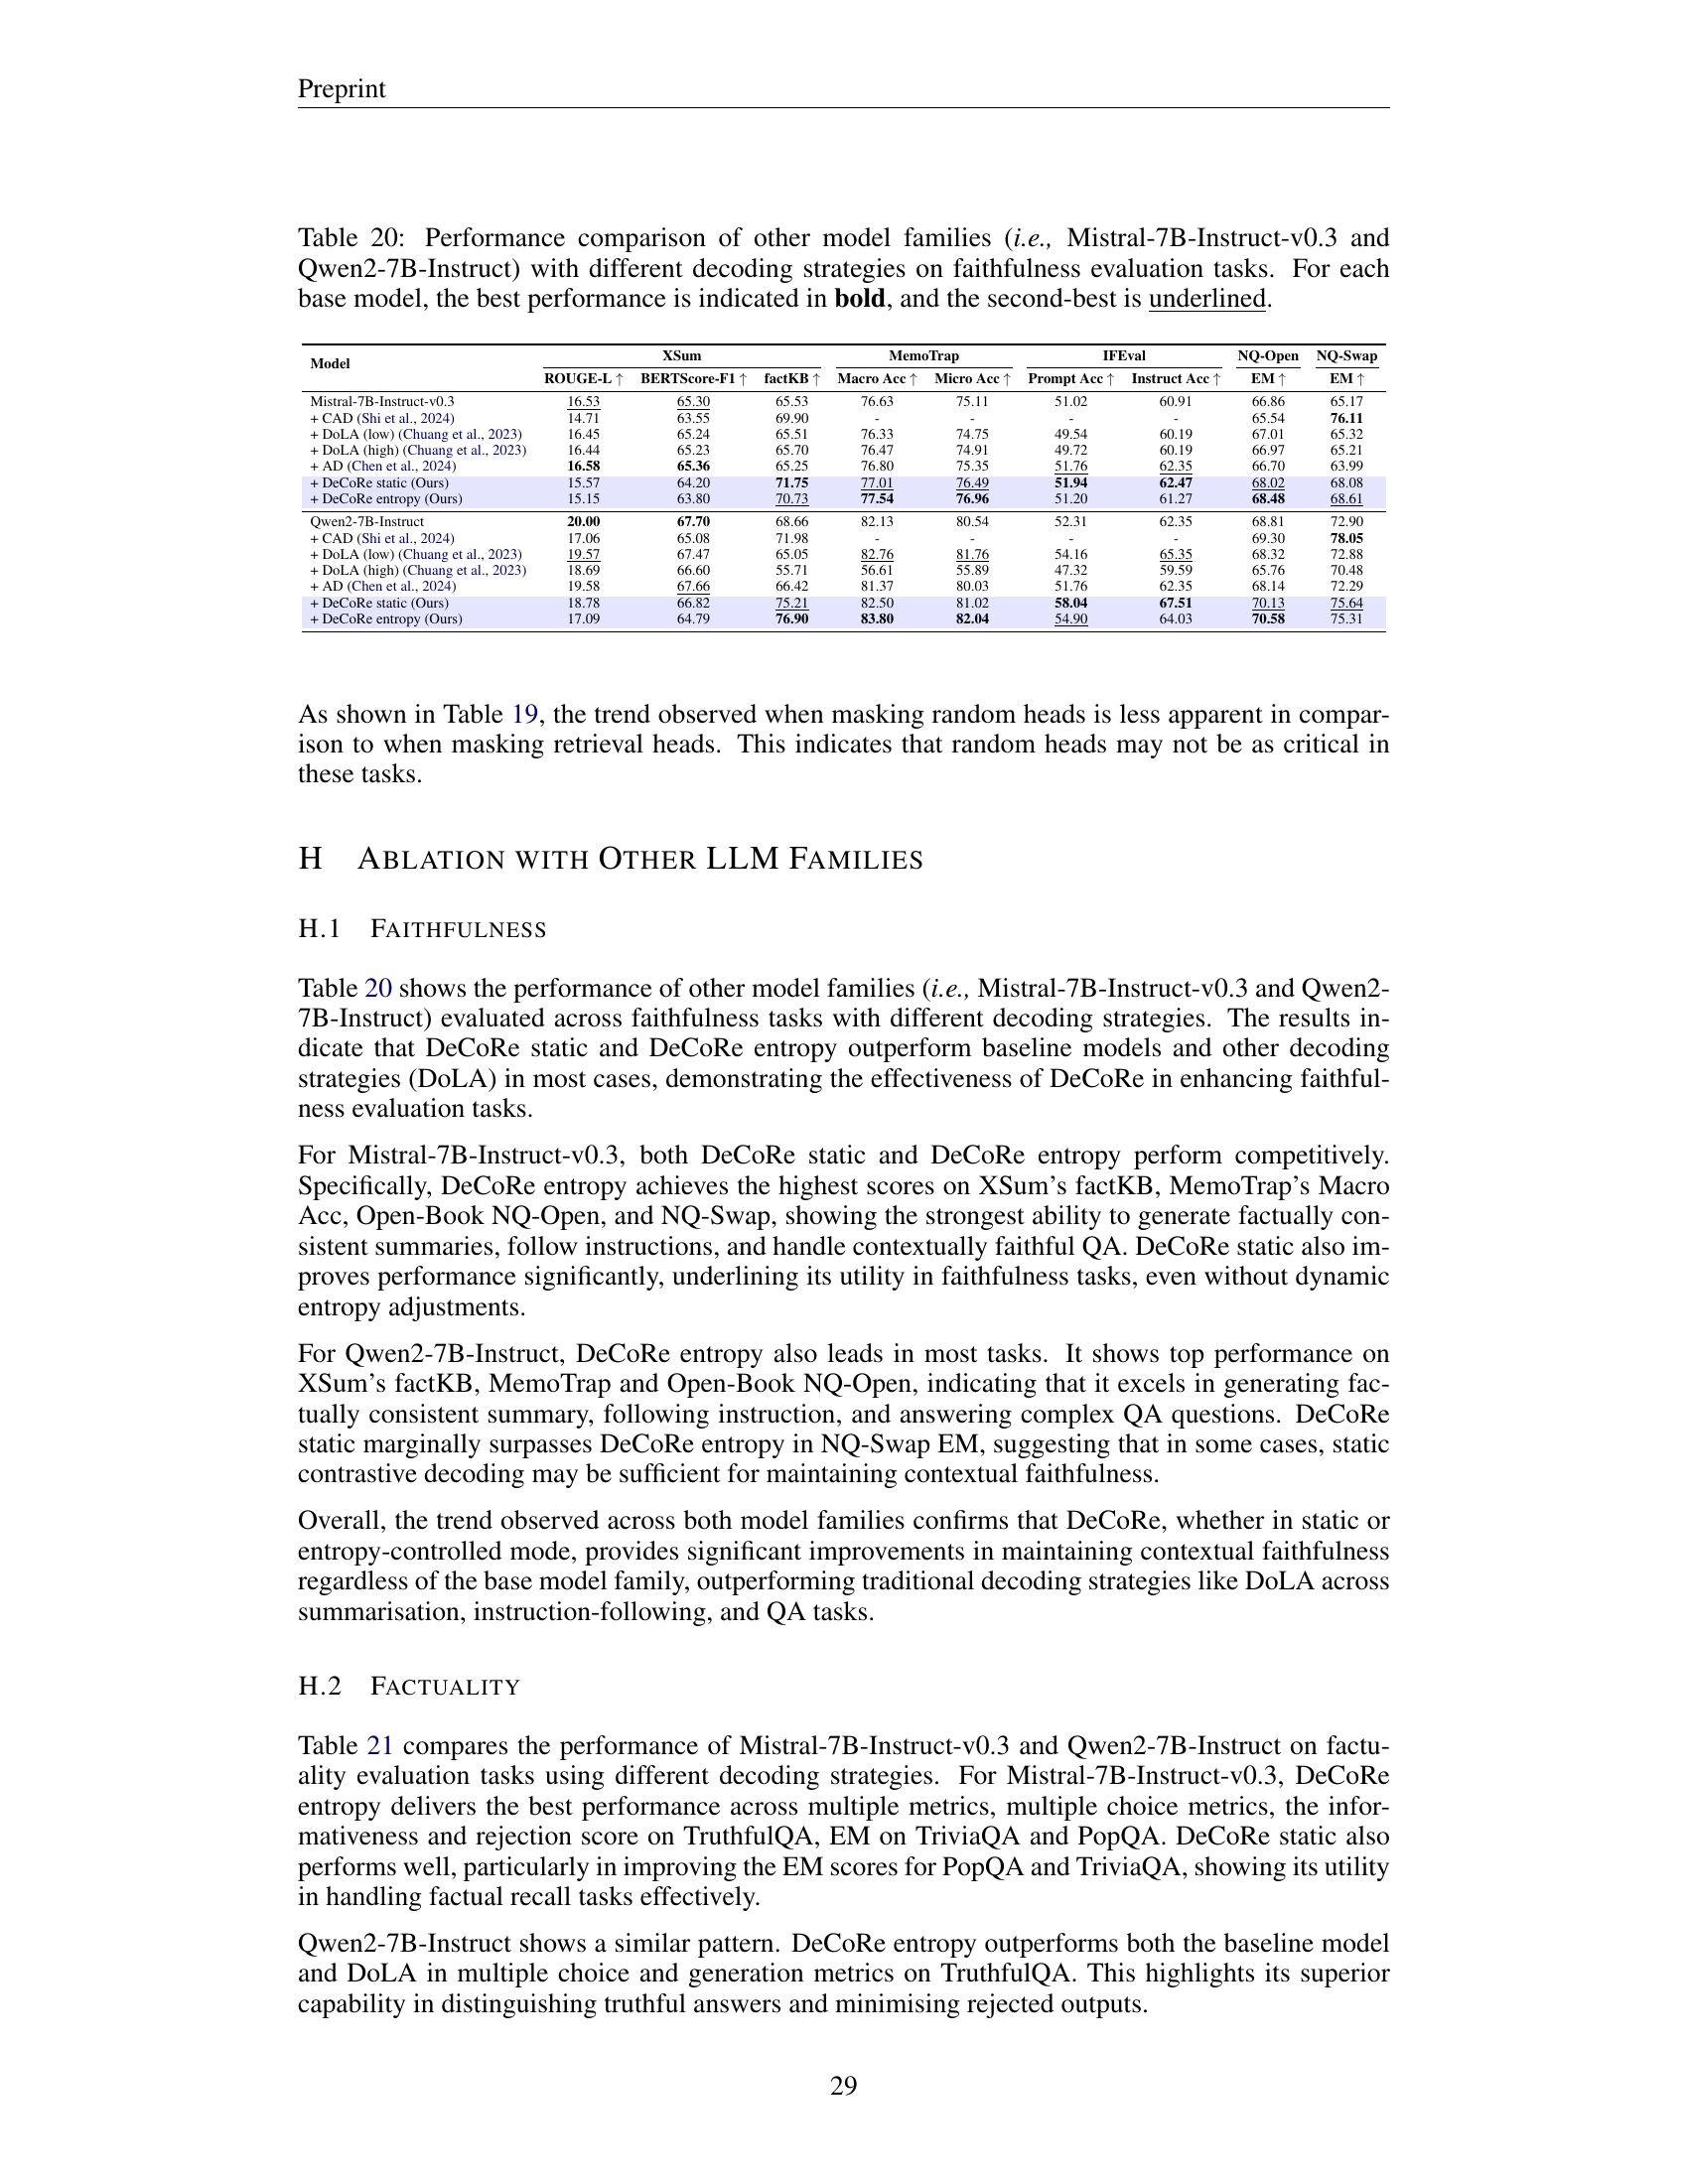 Preprint
Table 20: Performance comparison of other model families (i.e., Mistral-7B-Instruct-v0.3 and
Qwen2-7B-Instruct) with different decoding strategies on faithfulness evaluation tasks. For each
base model, the best performance is indicated in bold, and the second-best is underlined.
Model XSum MemoTrap IFEval NQ-Open NQ-Swap
ROUGE-L ↑ BERTScore-F1 ↑ factKB ↑ Macro Acc ↑ Micro Acc ↑ Prompt Acc ↑ Instruct Acc ↑ EM ↑ EM ↑
Mistral-7B-Instruct-v0.3 16.53 65.30 65.53 76.63 75.11 51.02 60.91 66.86 65.17
+ CAD (Shi et al., 2024) 14.71 63.55 69.90 - - - - 65.54 76.11
+ DoLA (low) (Chuang et al., 2023) 16.45 65.24 65.51 76.33 74.75 49.54 60.19 67.01 65.32
+ DoLA (high) (Chuang et al., 2023) 16.44 65.23 65.70 76.47 74.91 49.72 60.19 66.97 65.21
+ AD (Chen et al., 2024) 16.58 65.36 65.25 76.80 75.35 51.76 62.35 66.70 63.99
+ DeCoRe static (Ours) 15.57 64.20 71.75 77.01 76.49 51.94 62.47 68.02 68.08
+ DeCoRe entropy (Ours) 15.15 63.80 70.73 77.54 76.96 51.20 61.27 68.48 68.61
Qwen2-7B-Instruct 20.00 67.70 68.66 82.13 80.54 52.31 62.35 68.81 72.90
+ CAD (Shi et al., 2024) 17.06 65.08 71.98 - - - - 69.30 78.05
+ DoLA (low) (Chuang et al., 2023) 19.57 67.47 65.05 82.76 81.76 54.16 65.35 68.32 72.88
+ DoLA (high) (Chuang et al., 2023) 18.69 66.60 55.71 56.61 55.89 47.32 59.59 65.76 70.48
+ AD (Chen et al., 2024) 19.58 67.66 66.42 81.37 80.03 51.76 62.35 68.14 72.29
+ DeCoRe static (Ours) 18.78 66.82 75.21 82.50 81.02 58.04 67.51 70.13 75.64
+ DeCoRe entropy (Ours) 17.09 64.79 76.90 83.80 82.04 54.90 64.03 70.58 75.31
As shown in Table 19, the trend observed when masking random heads is less apparent in compar-
ison to when masking retrieval heads. This indicates that random heads may not be as critical in
these tasks.
H ABLATION WITH OTHER LLM FAMILIES
H.1 FAITHFULNESS
Table 20 shows the performance of other model families (i.e., Mistral-7B-Instruct-v0.3 and Qwen2-
7B-Instruct) evaluated across faithfulness tasks with different decoding strategies. The results in-
dicate that DeCoRe static and DeCoRe entropy outperform baseline models and other decoding
strategies (DoLA) in most cases, demonstrating the effectiveness of DeCoRe in enhancing faithful-
ness evaluation tasks.
For Mistral-7B-Instruct-v0.3, both DeCoRe static and DeCoRe entropy perform competitively.
Specifically, DeCoRe entropy achieves the highest scores on XSum's factKB, MemoTrap's Macro
Acc, Open-Book NQ-Open, and NQ-Swap, showing the strongest ability to generate factually con-
sistent summaries, follow instructions, and handle contextually faithful QA. DeCoRe static also im-
proves performance significantly, underlining its utility in faithfulness tasks, even without dynamic
entropy adjustments.
For Qwen2-7B-Instruct, DeCoRe entropy also leads in most tasks. It shows top performance on
XSum's factKB, MemoTrap and Open-Book NQ-Open, indicating that it excels in generating fac-
tually consistent summary, following instruction, and answering complex QA questions. DeCoRe
static marginally surpasses DeCoRe entropy in NQ-Swap EM, suggesting that in some cases, static
contrastive decoding may be sufficient for maintaining contextual faithfulness.
Overall, the trend observed across both model families confirms that DeCoRe, whether in static or
entropy-controlled mode, provides significant improvements in maintaining contextual faithfulness
regardless of the base model family, outperforming traditional decoding strategies like DoLA across
summarisation, instruction-following, and QA tasks.
H.2 FACTUALITY
Table 21 compares the performance of Mistral-7B-Instruct-v0.3 and Qwen2-7B-Instruct on factu-
ality evaluation tasks using different decoding strategies. For Mistral-7B-Instruct-v0.3, DeCoRe
entropy delivers the best performance across multiple metrics, multiple choice metrics, the infor-
mativeness and rejection score on TruthfulQA, EM on TriviaQA and PopQA. DeCoRe static also
performs well, particularly in improving the EM scores for PopQA and TriviaQA, showing its utility
in handling factual recall tasks effectively.
Qwen2-7B-Instruct shows a similar pattern. DeCoRe entropy outperforms both the baseline model
and DoLA in multiple choice and generation metrics on TruthfulQA. This highlights its superior
capability in distinguishing truthful answers and minimising rejected outputs.
29